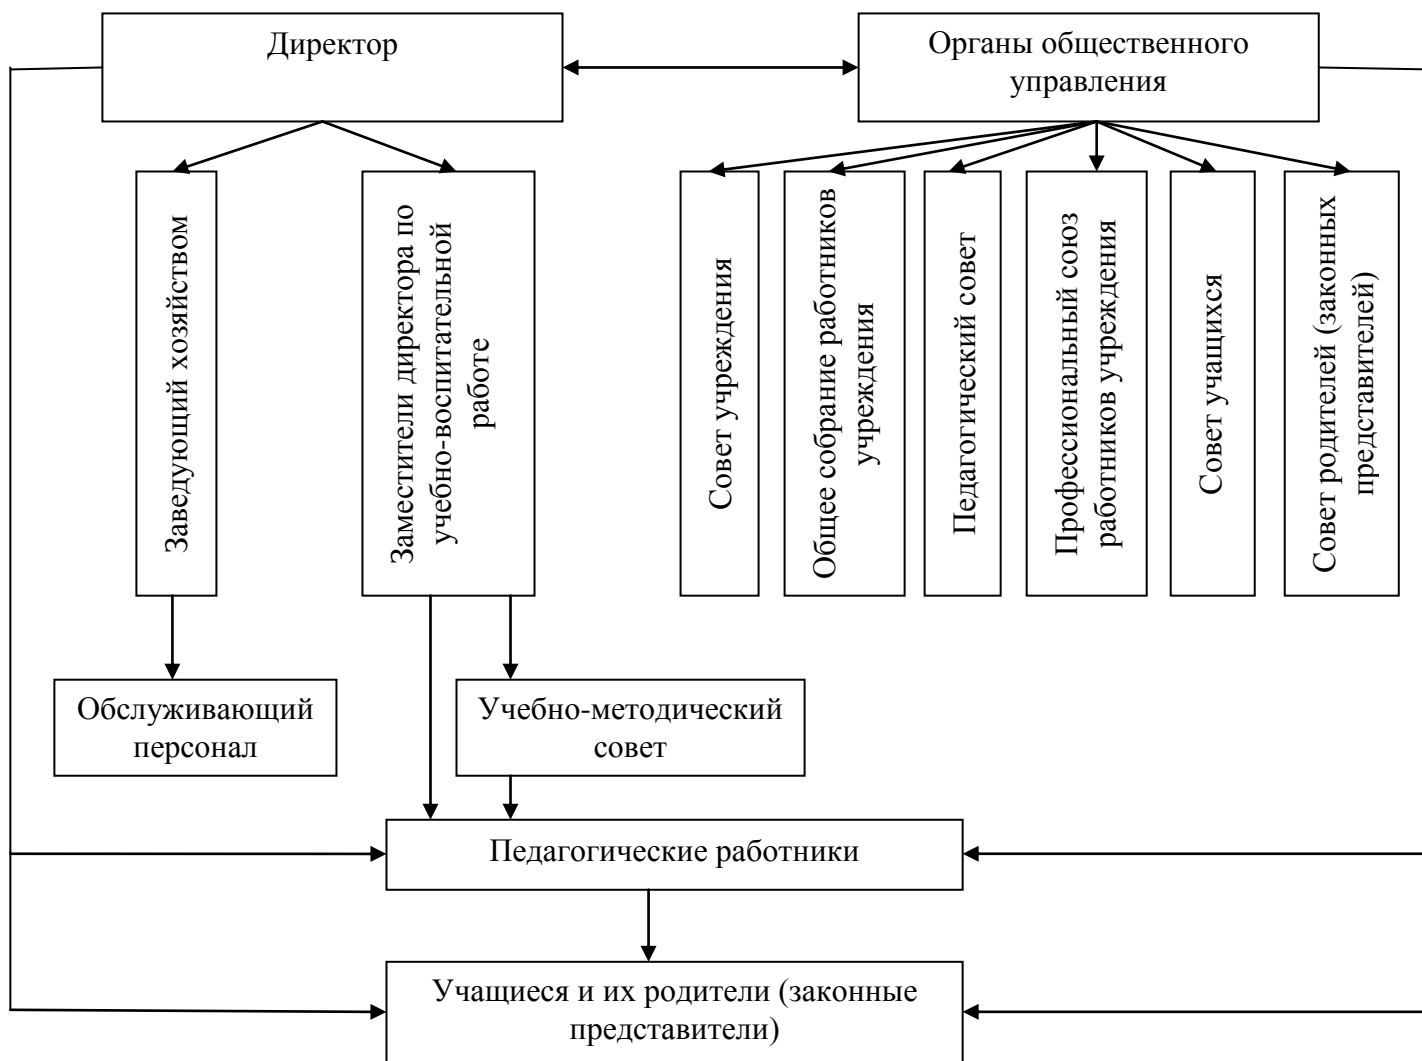 Директор
Органы общественного
управления
Заведующий хозяйством
Заместители директора по
учебно-воспитательной
работе
Совет учреждения
Общее собрание работников
учреждения
Педагогический совет
Профессиональный союз
работников учреждения
Совет учащихся
Совет родителей (законных
представителей)
Обслуживающий
персонал
Учебно-методический
совет
Педагогические работники
Учащиеся и их родители (законные
представители)